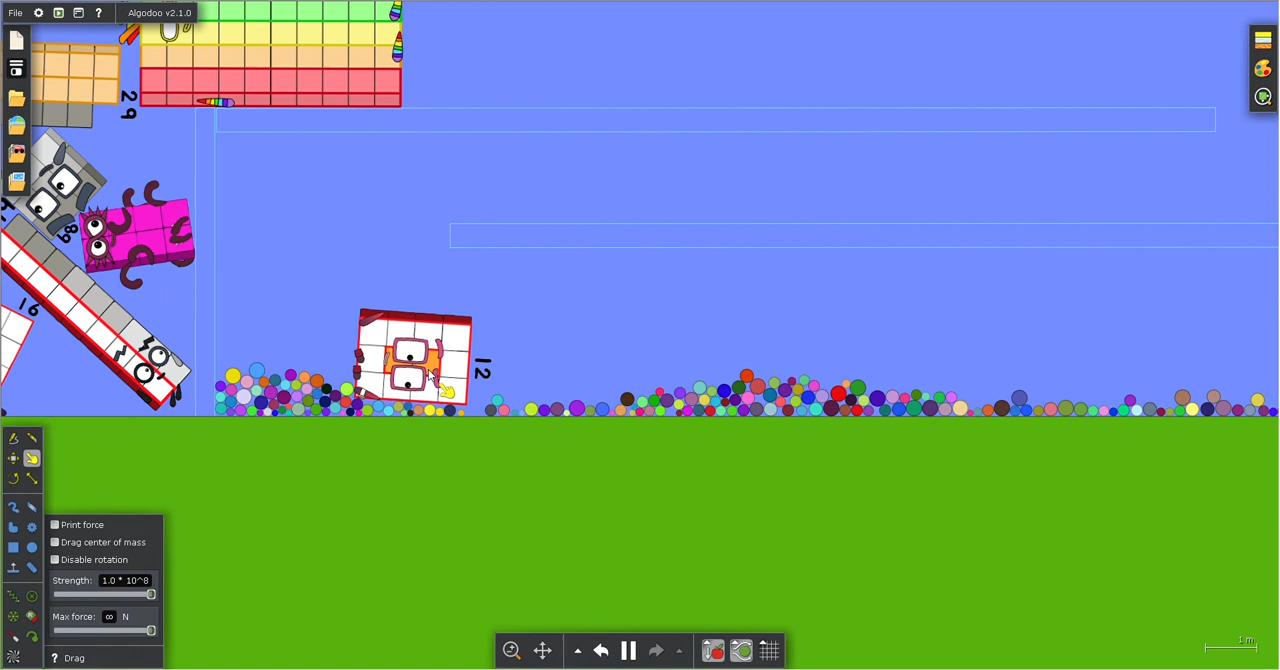 File ? Algodoo v2.1.0
29
89
16
12
Print force
Drag center of mass
Disable rotation
Strength: 1.0 * 10^8
Max force: ∞ N
? Drag
1 m